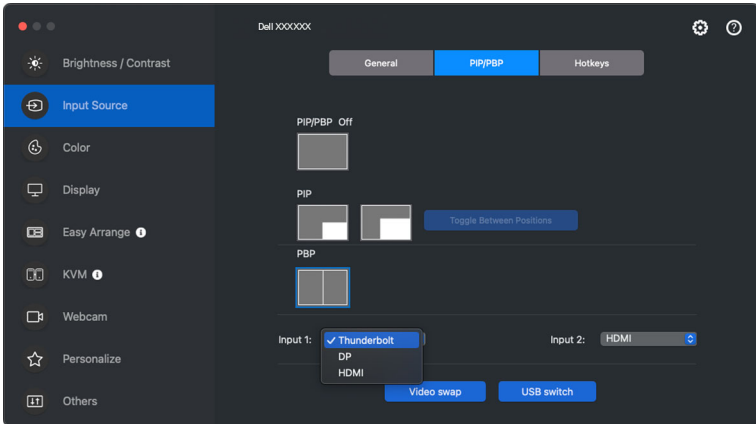 Dell XXXXXX
Brightness / Contrast
Input Source
Color
Display
Easy Arrange
KVM
Webcam
Personalize
Others
General PIP/PBP Hotkeys
PIP/PBP Off
PIP
Toggle Between Positions
PBP
Input 1: ✓ Thunderbolt
DP
HDMI
Input 2: HDMI
Video swap USB switch